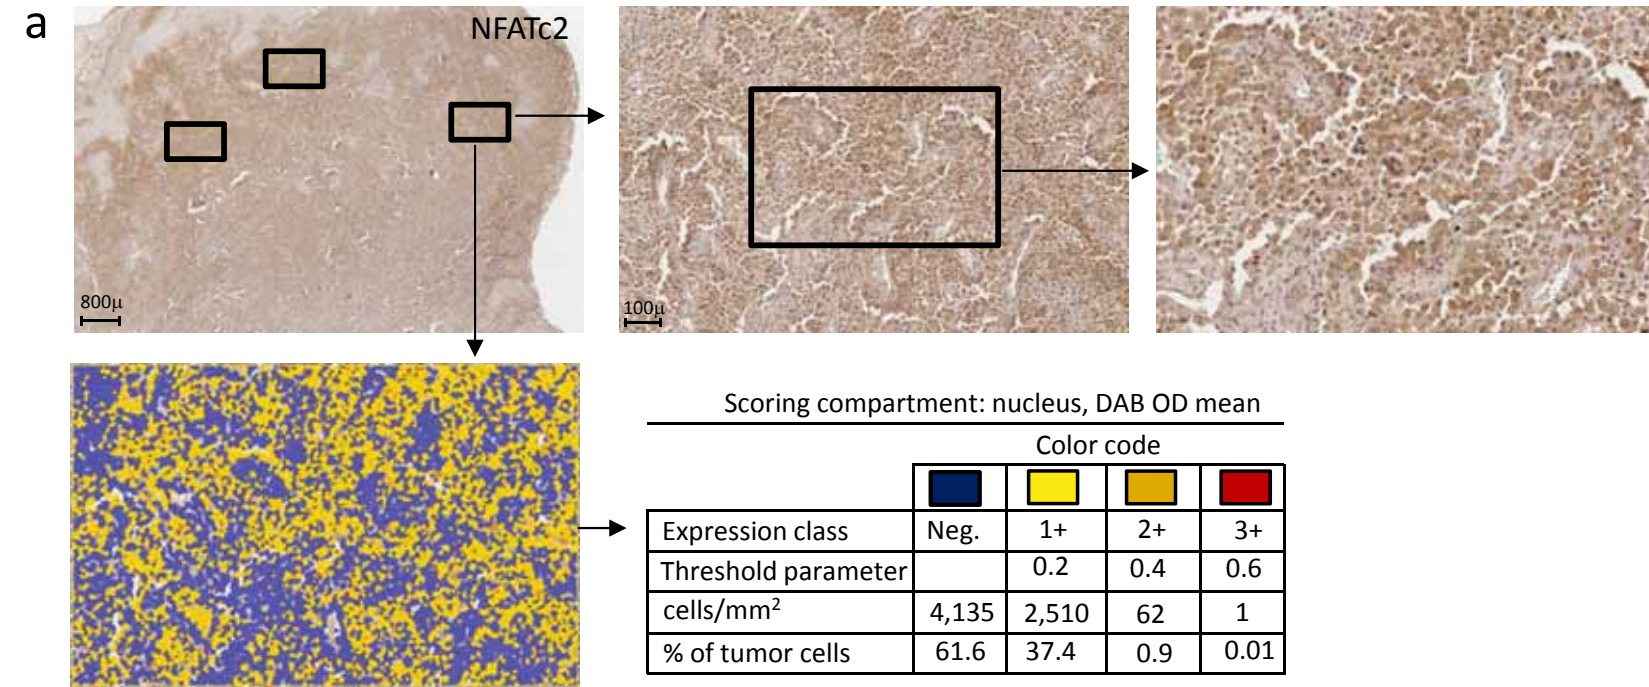 a
NFATc2
800µ
100µ
Scoring compartment: nucleus, DAB OD mean
Color code
Expression class Neg. 1+ 2+ 3+
Threshold parameter 0.2 0.4 0.6
cells/mm² 4,135 2,510 62 1
% of tumor cells 61.6 37.4 0.9 0.01